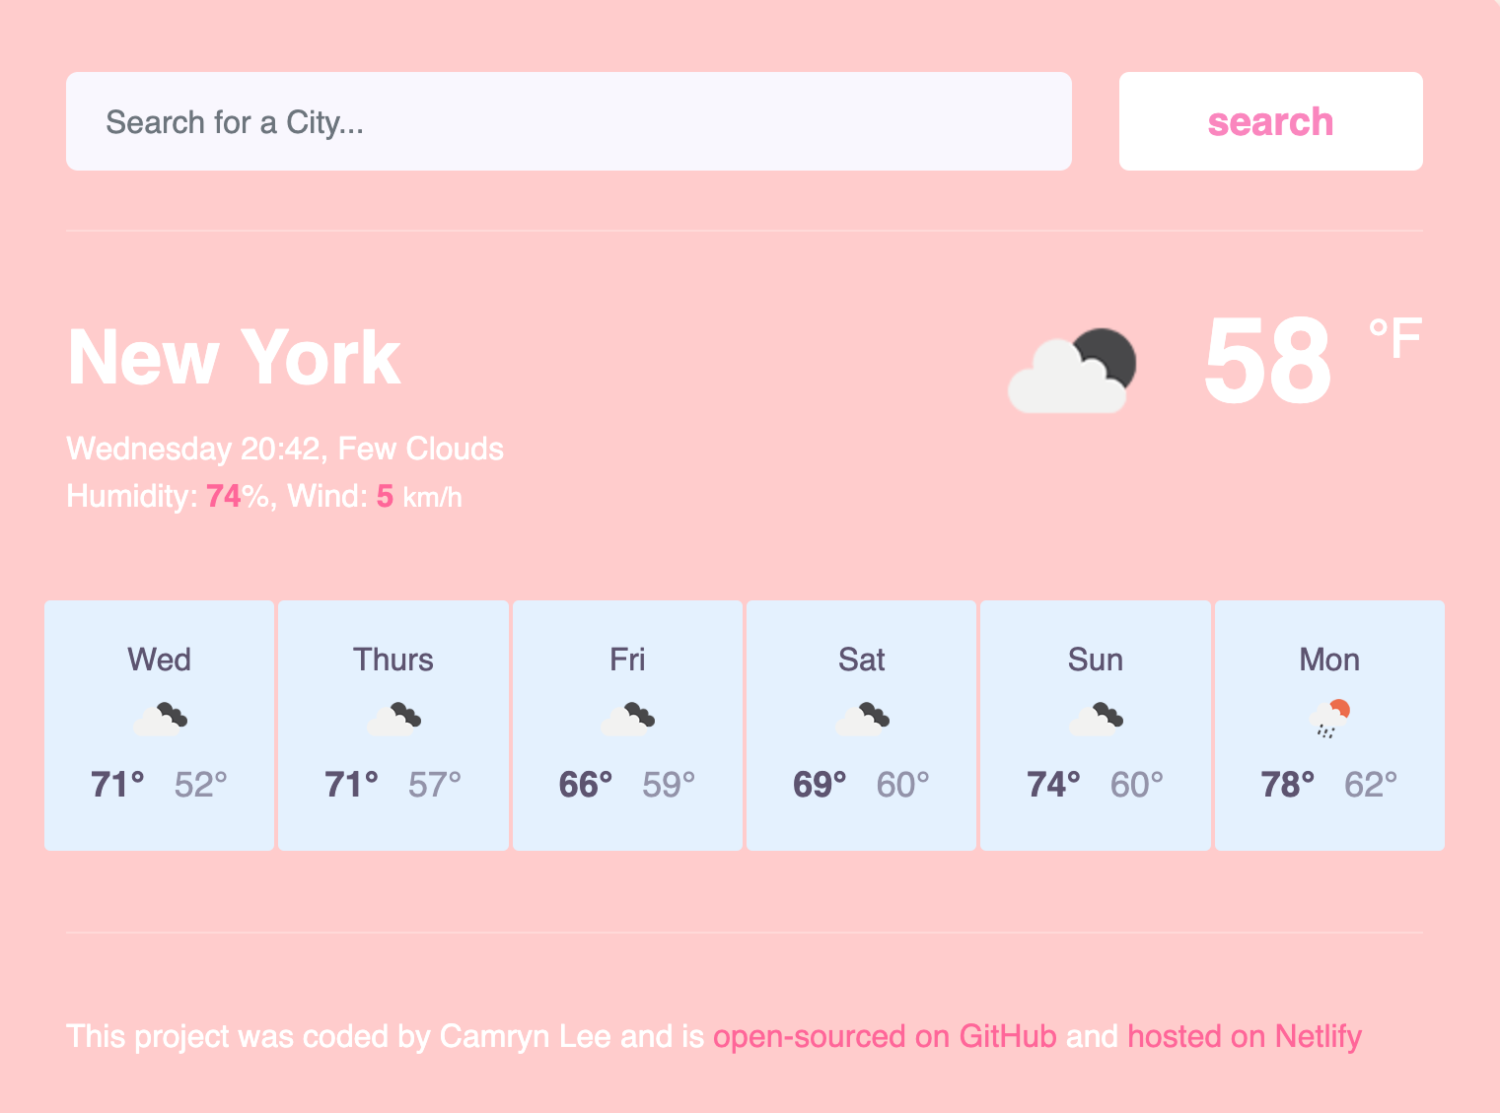 Search for a City...
search
New York
58 °F
Wednesday 20:42, Few Clouds
Humidity: 74%, Wind: 5 km/h
Wed Thurs Fri Sat Sun Mon
71° 52° 71° 57° 66° 59° 69° 60° 74° 60° 78° 62°
This project was coded by Camryn Lee and is open-sourced on GitHub and hosted on Netlify